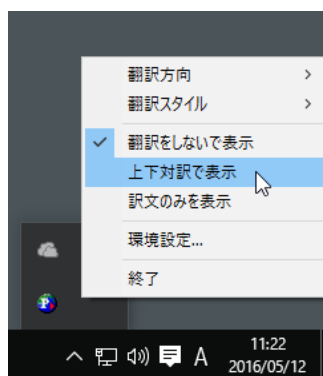 翻訳方向
翻訳スタイル
翻訳をしないで表示
上下対訳で表示
訳文のみを表示
環境設定...
終了
P
A
11:22
2016/05/12